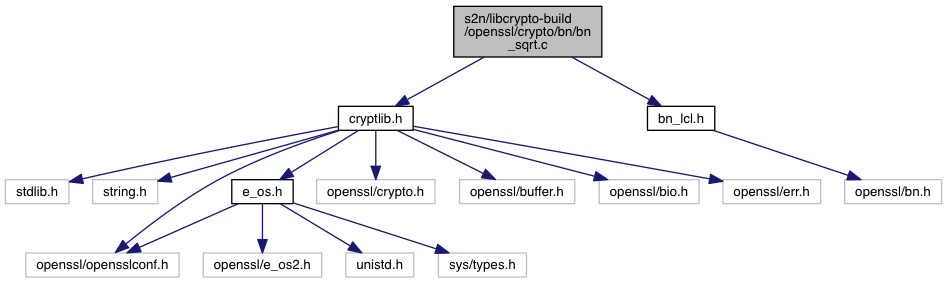 s2n/libcrypto-build
/openssl/crypto/bn/bn
_sqrt.c
cryptlib.h
bn_lcl.h
stdlib.h
string.h
e_os.h
openssl/crypto.h
openssl/buffer.h
openssl/bio.h
openssl/err.h
openssl/bn.h
openssl/opensslconf.h
openssl/e_os2.h
unistd.h
sys/types.h